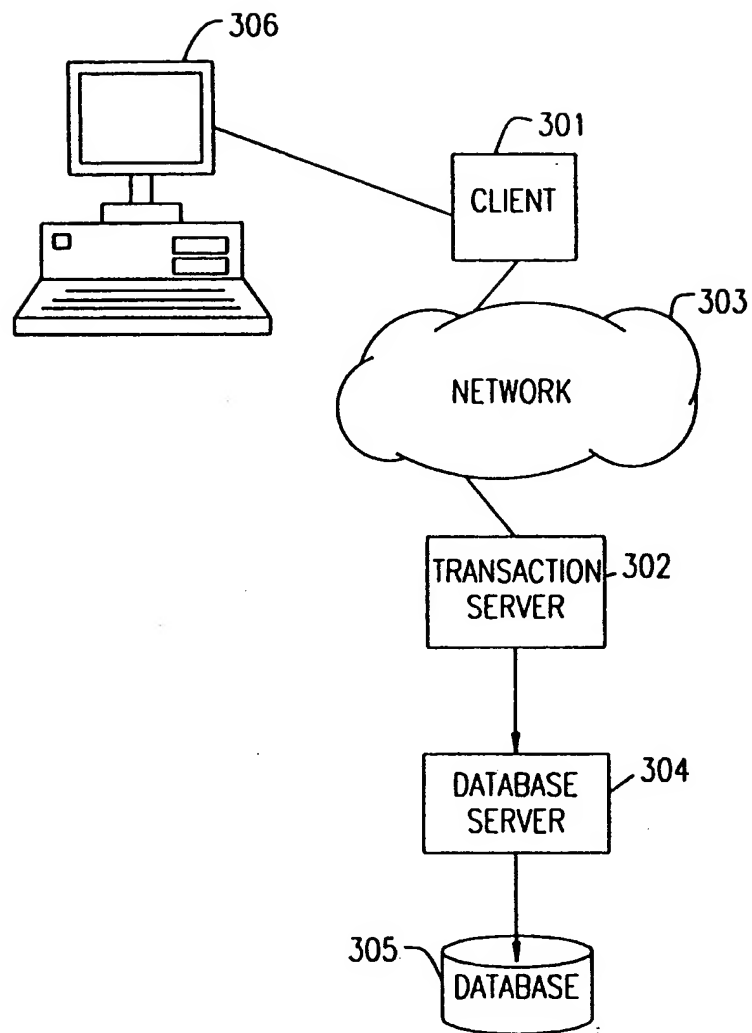 306
301
CLIENT
303
NETWORK
TRANSACTION
SERVER
302
DATABASE
SERVER
304
305
DATABASE